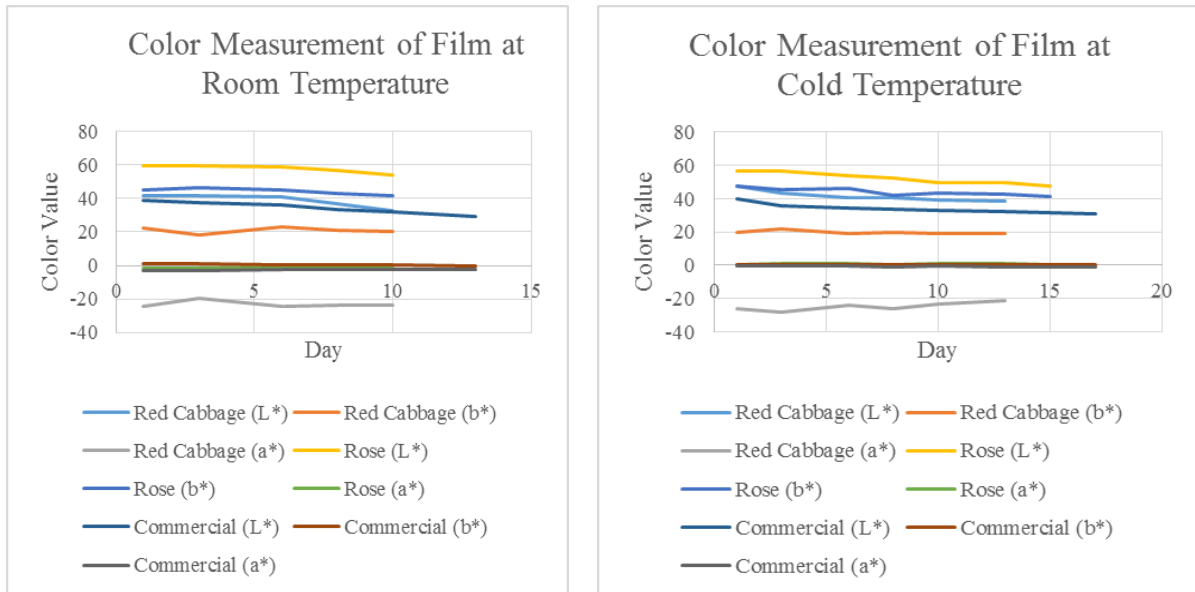 Color Measurement of Film at
Room Temperature
80
60
40
20
0
-20
-40
0
5
10
15
Color Value
Day
Red Cabbage (L*)
Red Cabbage (b*)
Red Cabbage (a*)
Rose (L*)
Rose (b*)
Rose (a*)
Commercial (L*)
Commercial (b*)
Commercial (a*)
Color Measurement of Film at
Cold Temperature
80
60
40
20
0
-20
-40
0
5
10
15
20
Color Value
Day
Red Cabbage (L*)
Red Cabbage (b*)
Red Cabbage (a*)
Rose (L*)
Rose (b*)
Rose (a*)
Commercial (L*)
Commercial (b*)
Commercial (a*)